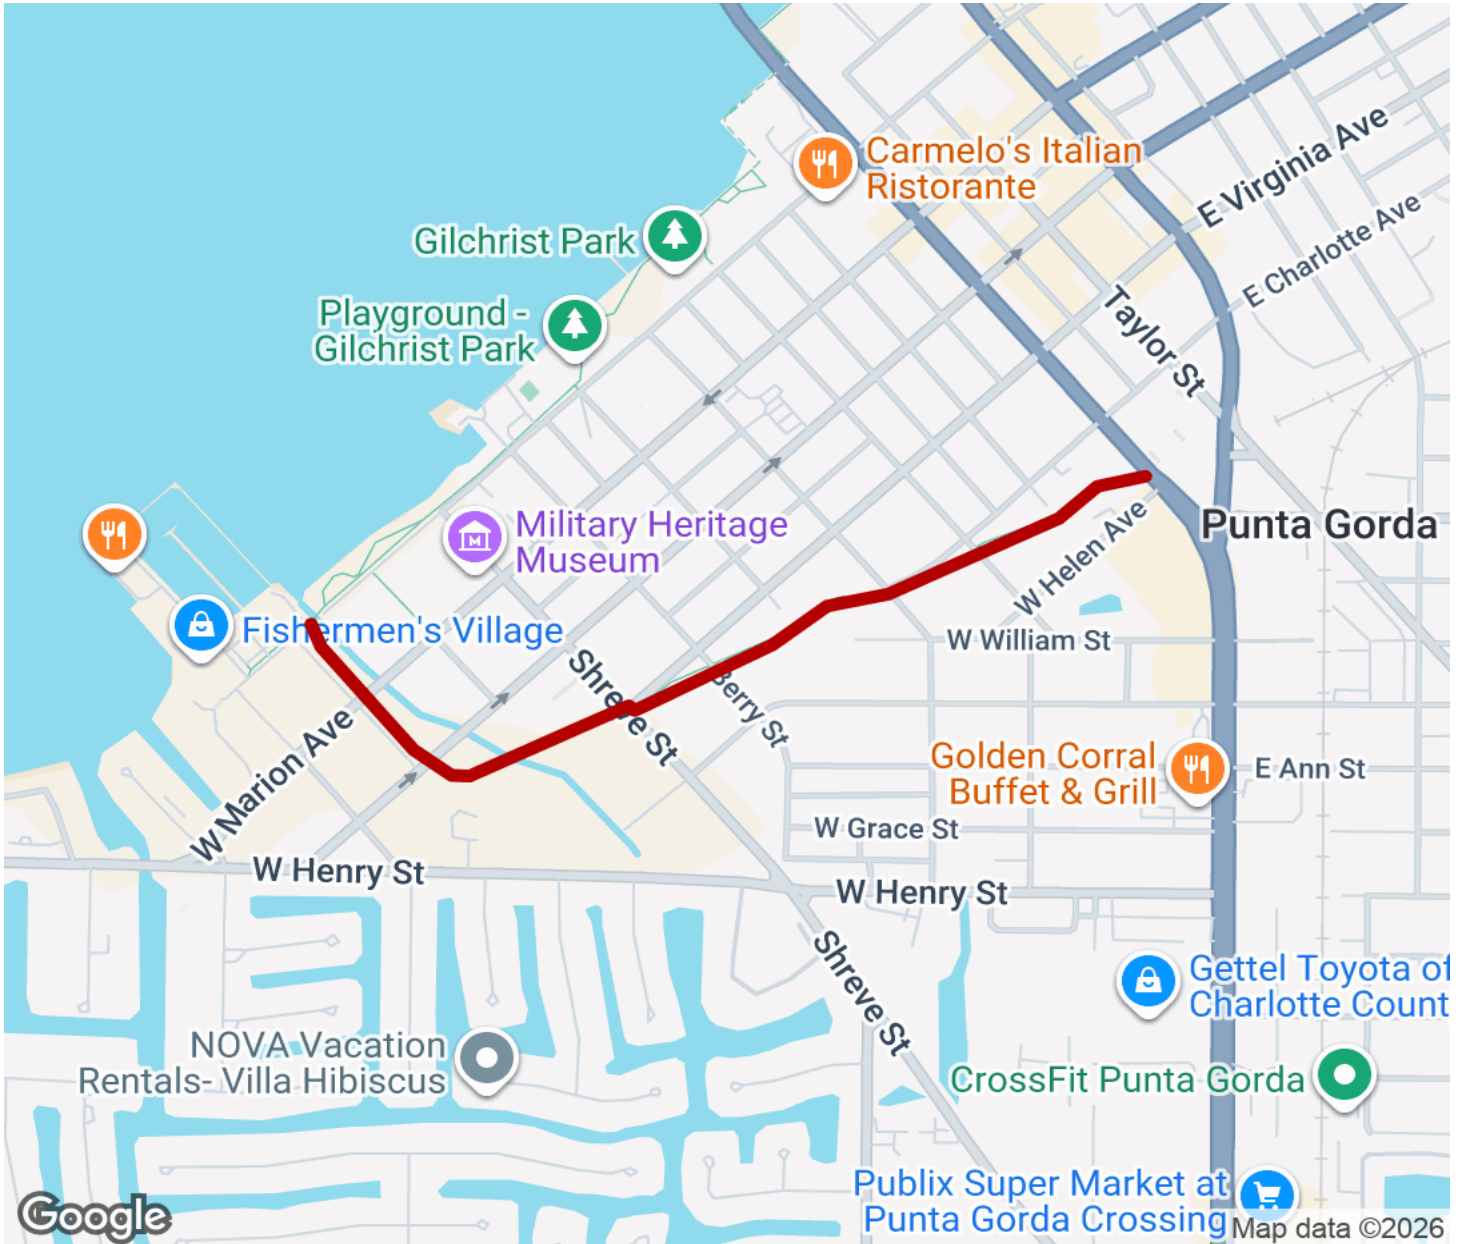 Carmelo's Italian
Ristorante
E Virginia Ave
E Charlotte Ave
Gilchrist Park
Playground -
Gilchrist Park
Taylor St
Military Heritage
Museum
Punta Gorda
W Helen Ave
Fishermen's Village
W William St
Shreve St
Berry St
W Marion Ave
Golden Corral
Buffet & Grill
E Ann St
W Grace St
W Henry St
W Henry St
Shreve St
Gettel Toyota of
Charlotte Count
NOVA Vacation
Rentals- Villa Hibiscus
CrossFit Punta Gorda
Publix Super Market at
Punta Gorda Crossing
Google
Map data ©2026